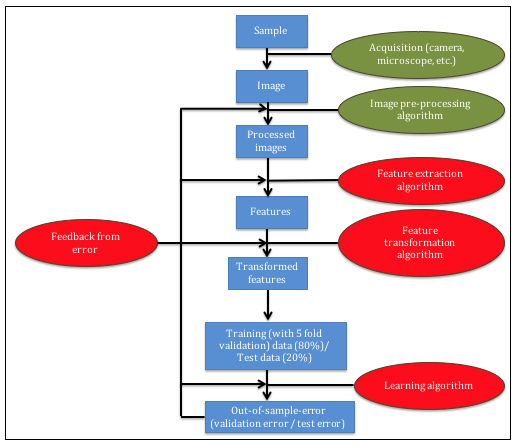 Sample
Acquisition (camera,
microscope, etc.)
Image
Image pre-processing
algorithm
Processed
images
Feature extraction
algorithm
Features
Feedback from
error
Feature
transformation
algorithm
Transformed
features
Training (with 5 fold
validation) data (80%)/
Test data (20%)
Learning algorithm
Out-of-sample-error
(validation error / test error)